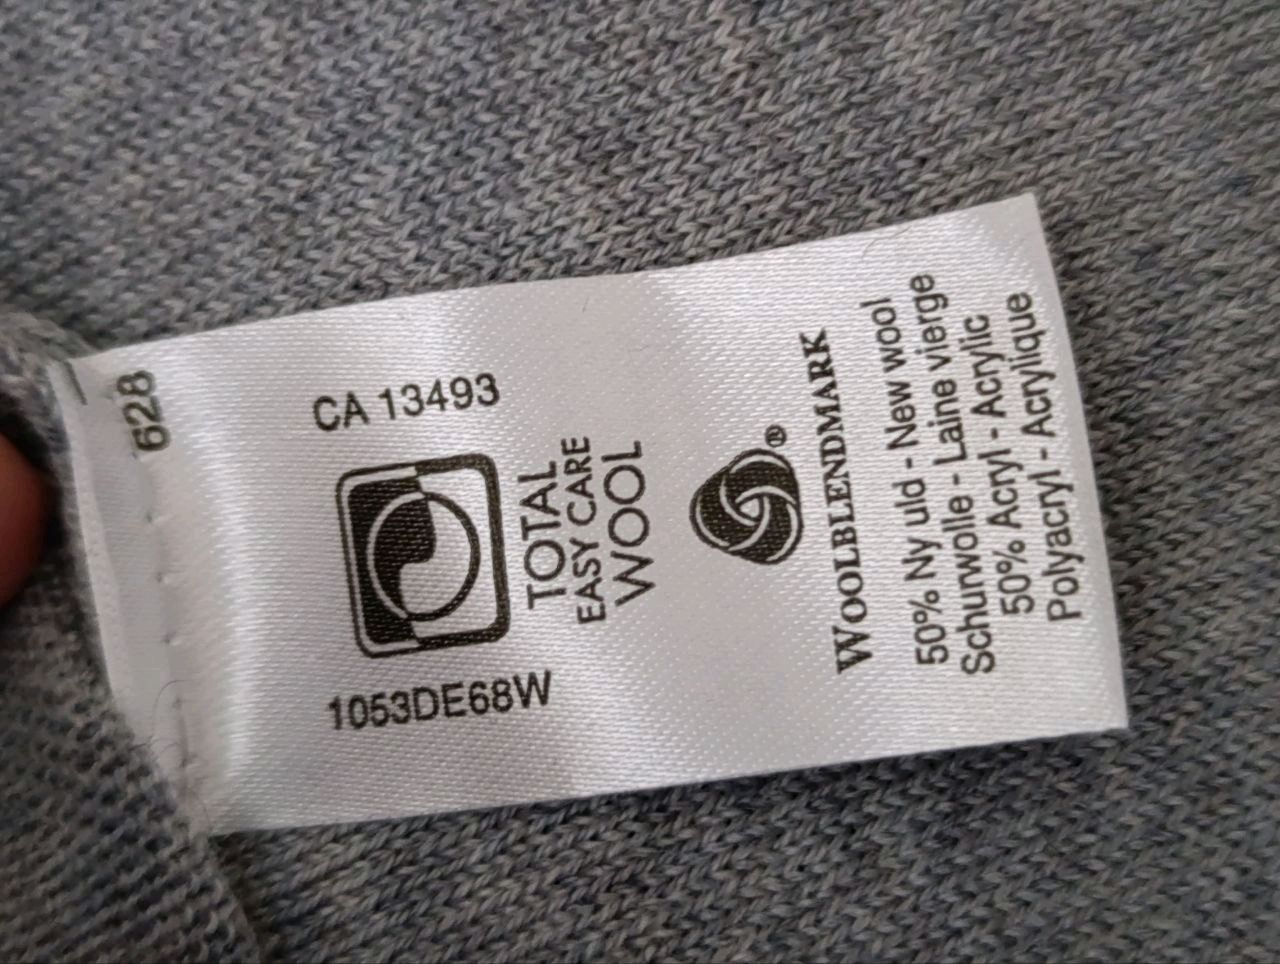 628
CA 13493
1053DE68W
TOTAL
EASY CARE
WOOL
®
WOOLBLENDMARK
50% Ny uld - New wool
Schurwolle - Laine vierge
50% Acryl - Acrylic
Polyacryl - Acrylique